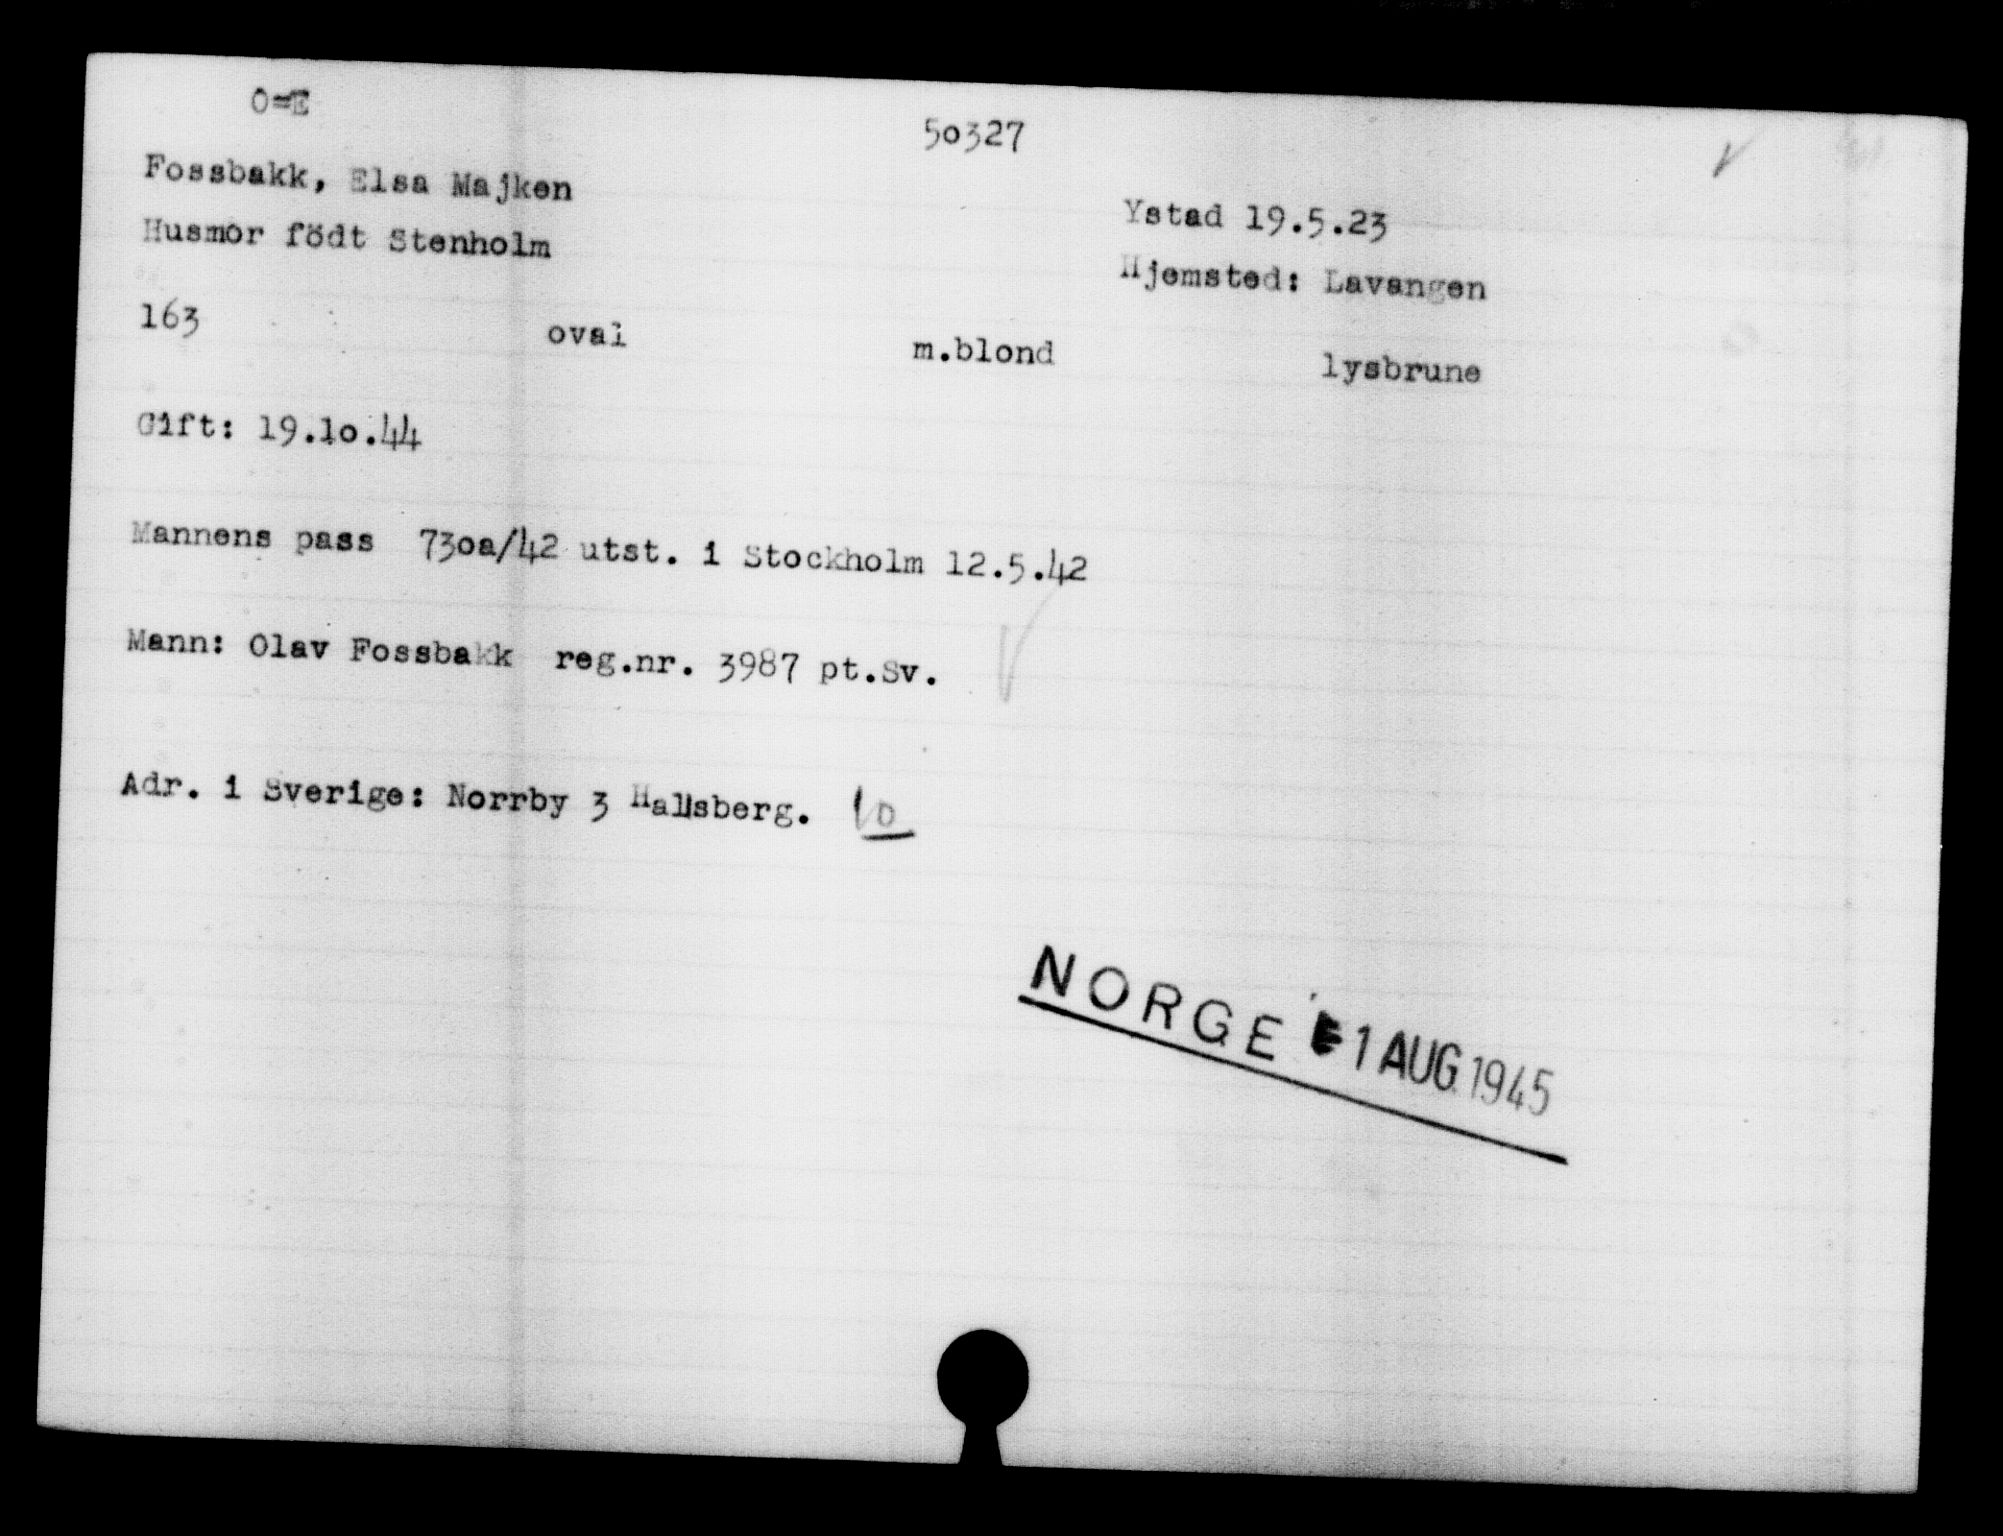 O=E
50327
Fossbakk, Elsa Majken
Ystad 19.5.23
Husmor födt Stenholm
Hjemsted: Lavangen
163 oval m.blond lysbrune
Gift: 19.10.44
Mannens pass 730a/42 utst. i Stockholm 12.5.42
Mann: Olav Fossbakk reg.nr. 3987 pt.Sv.
Adr. i Sverige: Norrby 3 Hallsberg.
NORGE 1 AUG 1945